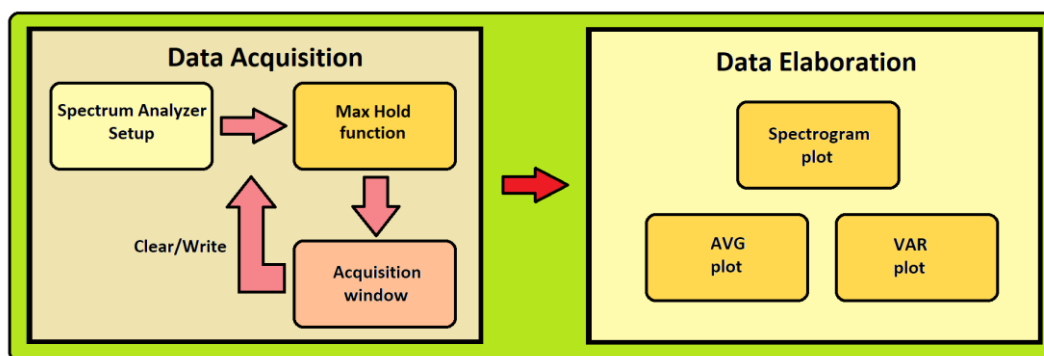 Data Acquisition
Spectrum Analyzer
Setup
Max Hold
function
Clear/Write
Acquisition
window
Data Elaboration
Spectrogram
plot
AVG
plot
VAR
plot